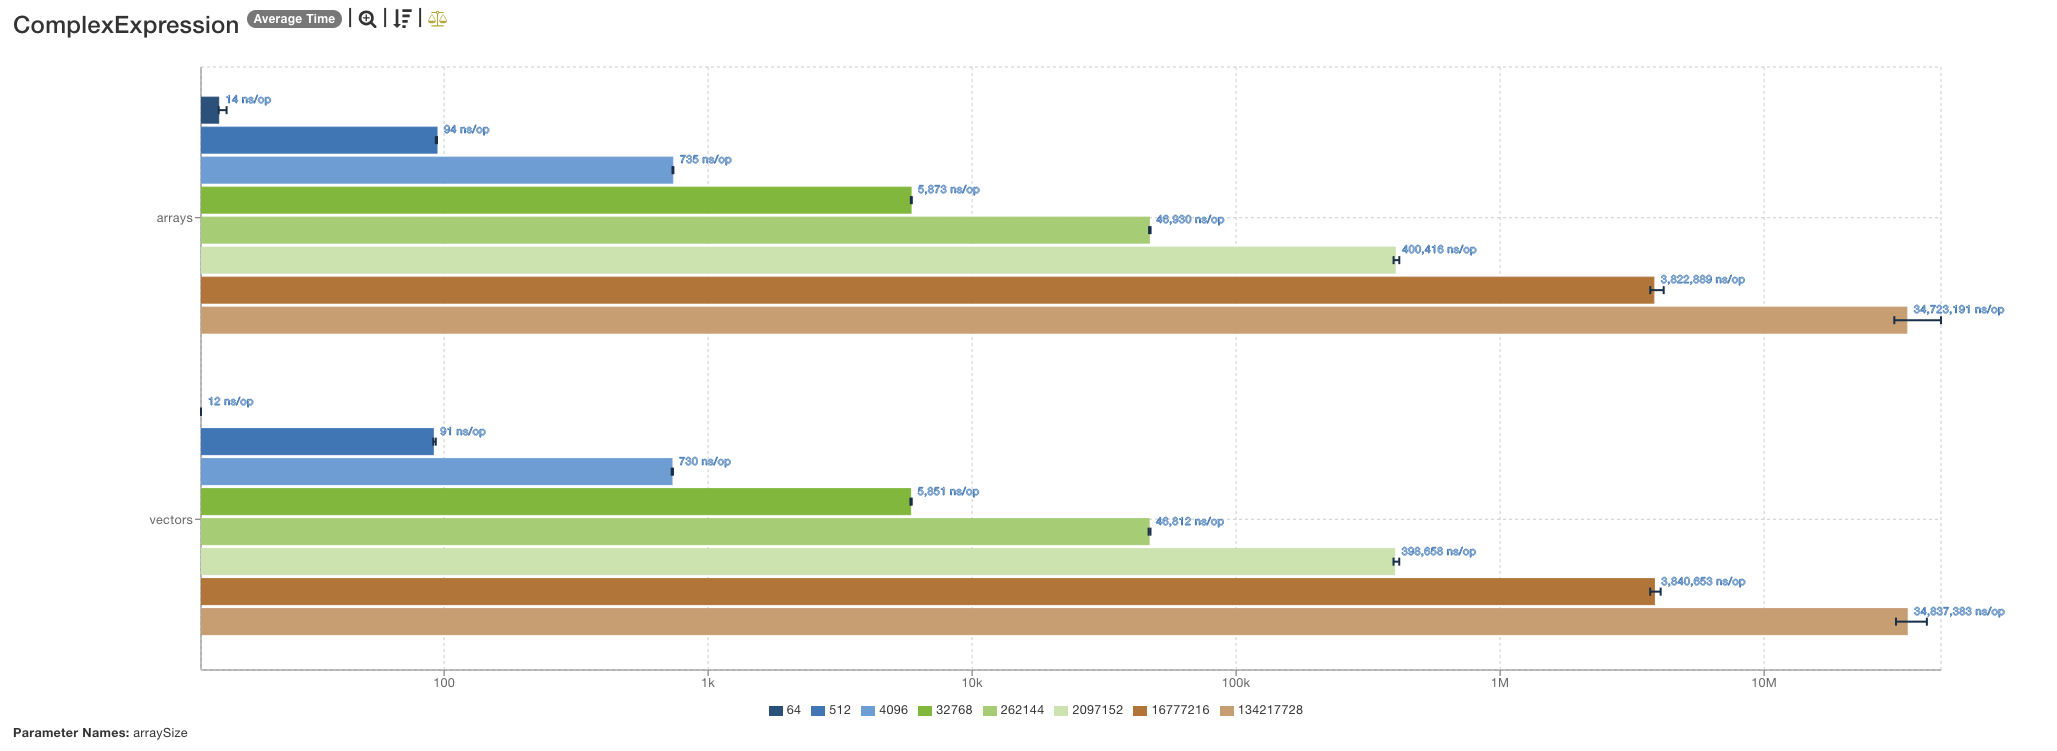 ComplexExpression Average Time
14 ns/op
94 ns/op
735 ns/op
5,873 ns/op
arrays
46,930 ns/op
400,416 ns/op
3,822,889 ns/op
34,723,191 ns/op
12 ns/op
91 ns/op
730 ns/op
5,851 ns/op
vectors
46,812 ns/op
398,658 ns/op
3,840,653 ns/op
34,837,383 ns/op
100 1k 10k 100k 1M 10M
64 512 4096 32768 262144 2097152 16777216 134217728
Parameter Names: arraySize